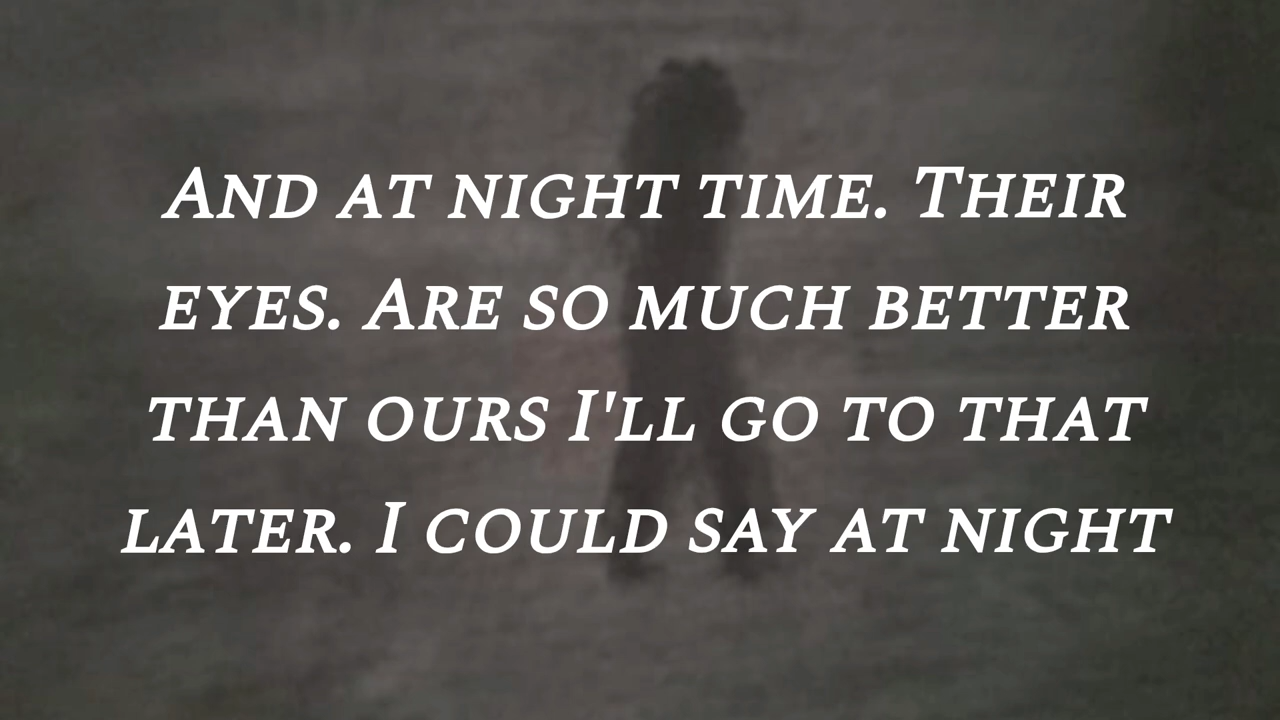 And at night time. Their
eyes. Are so much better
than ours I'll go to that
later. I could say at night